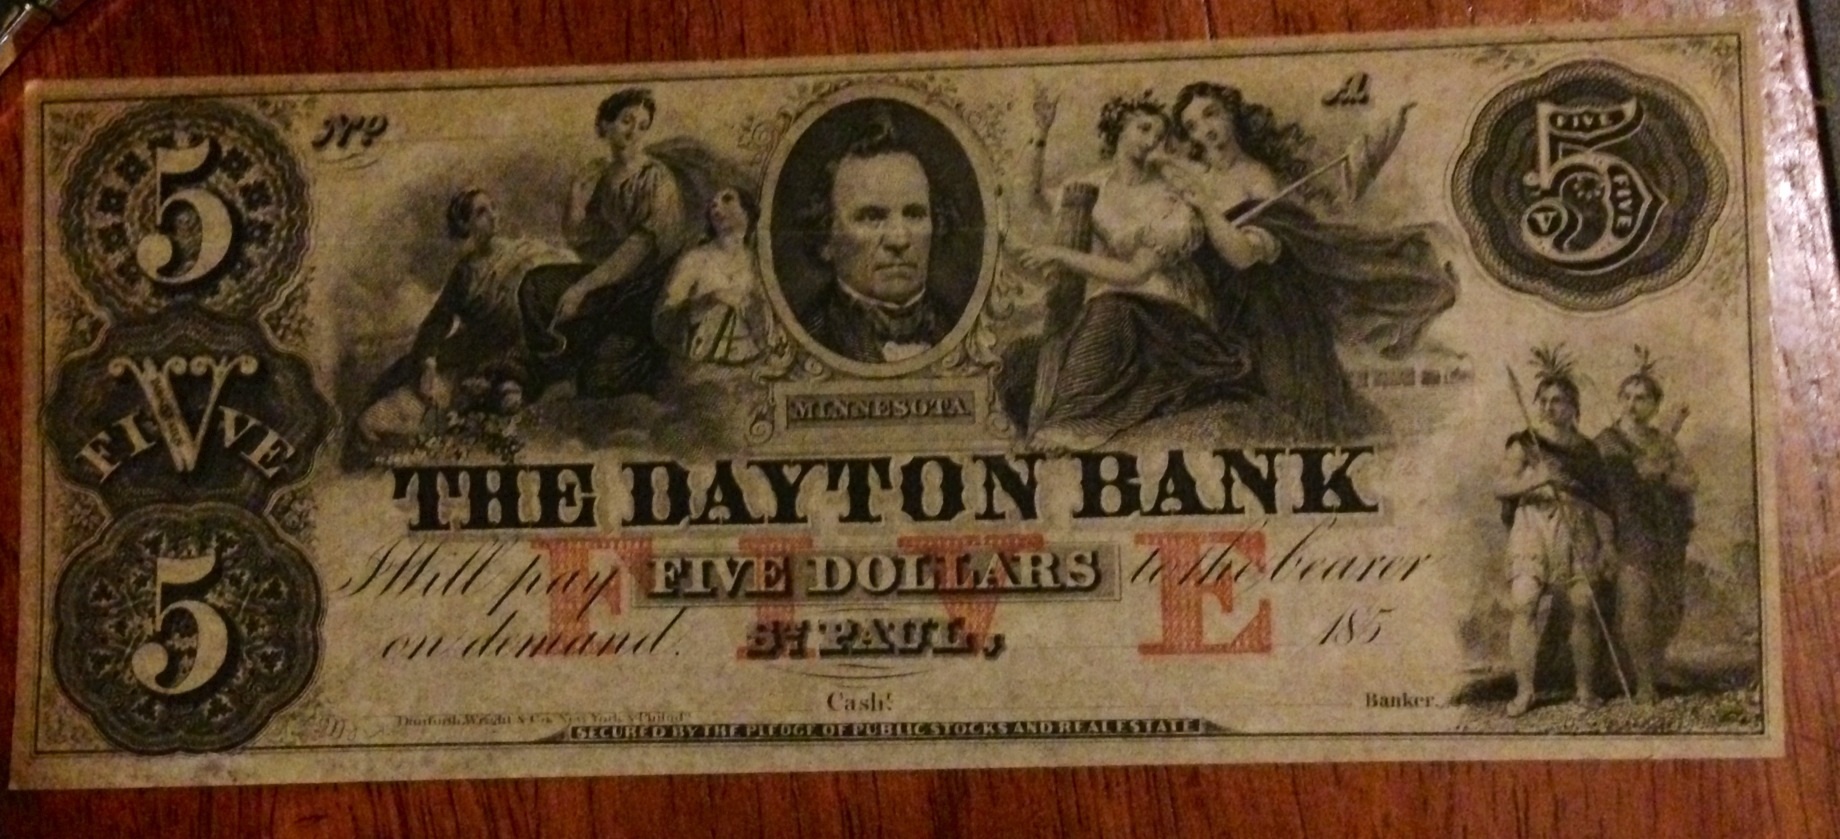 5
No
A
FIVE
5
FIVE
V
MINNESOTA
FIVE
V
THE DAYTON BANK
FIVE
I Will pay FIVE DOLLARS to the bearer
on demand. ST PAUL, 185
5
Cash!
Banker.
Danforth, Wright & Co. New York & Philada
SECURED BY THE PLEDGE OF PUBLIC STOCKS AND REAL ESTATE